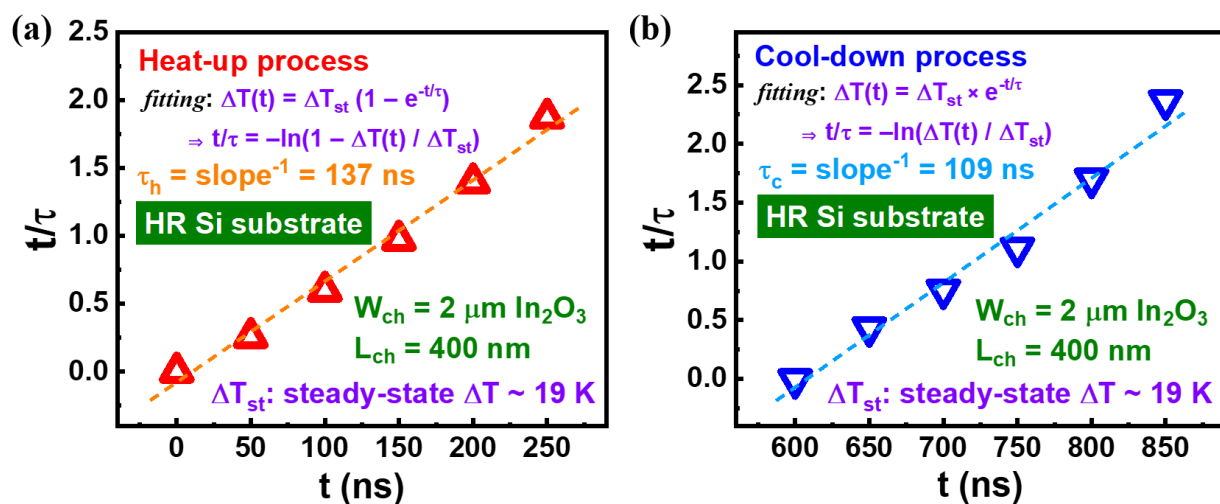 (a)
2.5
2.0
1.5
1.0
0.5
0.0
t/τ
Heat-up process
fitting: ΔT(t) = ΔT_st (1 – e^-t/τ)
⇒ t/τ = –ln(1 – ΔT(t) / ΔT_st)
τ_h = slope^-1 = 137 ns
HR Si substrate
W_ch = 2 μm In₂O₃
L_ch = 400 nm
ΔT_st: steady-state ΔT ~ 19 K
0 50 100 150 200 250
t (ns)
(b)
2.5
2.0
1.5
1.0
0.5
0.0
t/τ
Cool-down process
fitting: ΔT(t) = ΔT_st × e^-t/τ
⇒ t/τ = –ln(ΔT(t) / ΔT_st)
τ_c = slope^-1 = 109 ns
HR Si substrate
W_ch = 2 μm In₂O₃
L_ch = 400 nm
ΔT_st: steady-state ΔT ~ 19 K
600 650 700 750 800 850
t (ns)